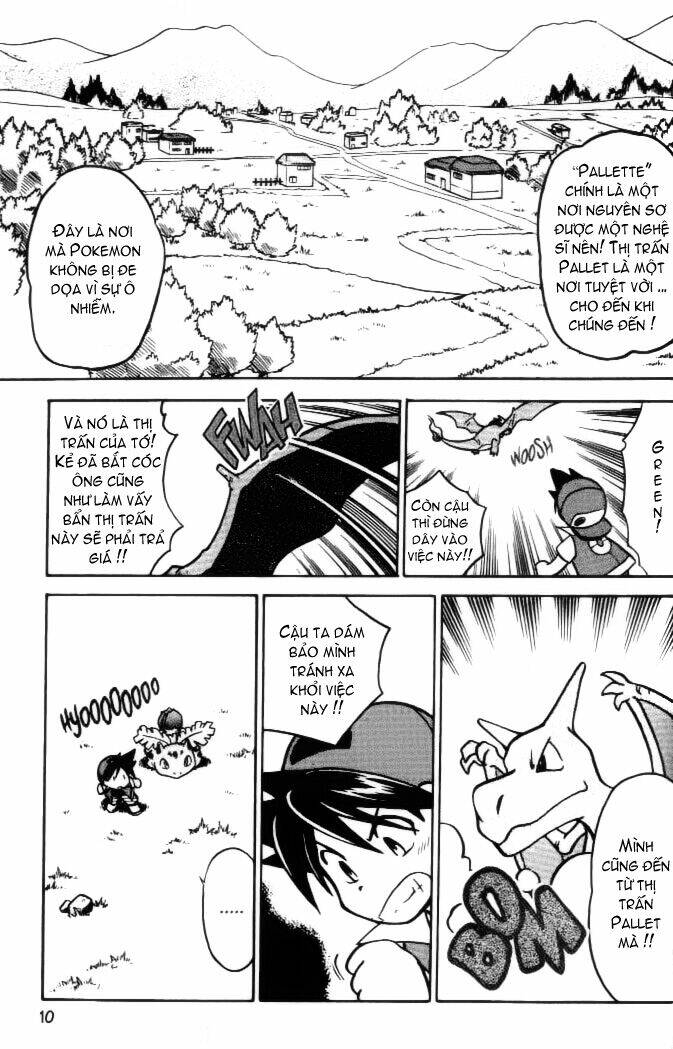 "PALLETTE"
CHÍNH LÀ MỘT
NƠI NGUYÊN SƠ
ĐƯỢC MỘT NGHỆ
SĨ NÊN! THỊ TRẤN
PALLET LÀ MỘT
NƠI TUYỆT VỜI ...
CHO ĐẾN KHI
CHÚNG ĐẾN !
ĐÂY LÀ NƠI
MÀ POKEMON
KHÔNG BỊ ĐE
DỌA VÌ SỰ Ô
NHIỄM.
GREEN!
WOOSH
CÒN CẬU
THÌ ĐỪNG
DÂY VÀO
VIỆC NÀY!!
FWAH
VÀ NÓ LÀ THỊ
TRẤN CỦA TỚ!
KẺ ĐÃ BẮT CÓC
ÔNG CŨNG
NHƯ LÀM VẤY
BẨN THỊ TRẤN
NÀY SẼ PHẢI TRẢ
GIÁ !!
MÌNH
CŨNG ĐẾN
TỪ THỊ
TRẤN
PALLET
MÀ !!
BOM
CẬU TA DÁM
BẢO MÌNH
TRÁNH XA
KHỎI VIỆC
NÀY !!
HYOOOOOOOO
.....
10